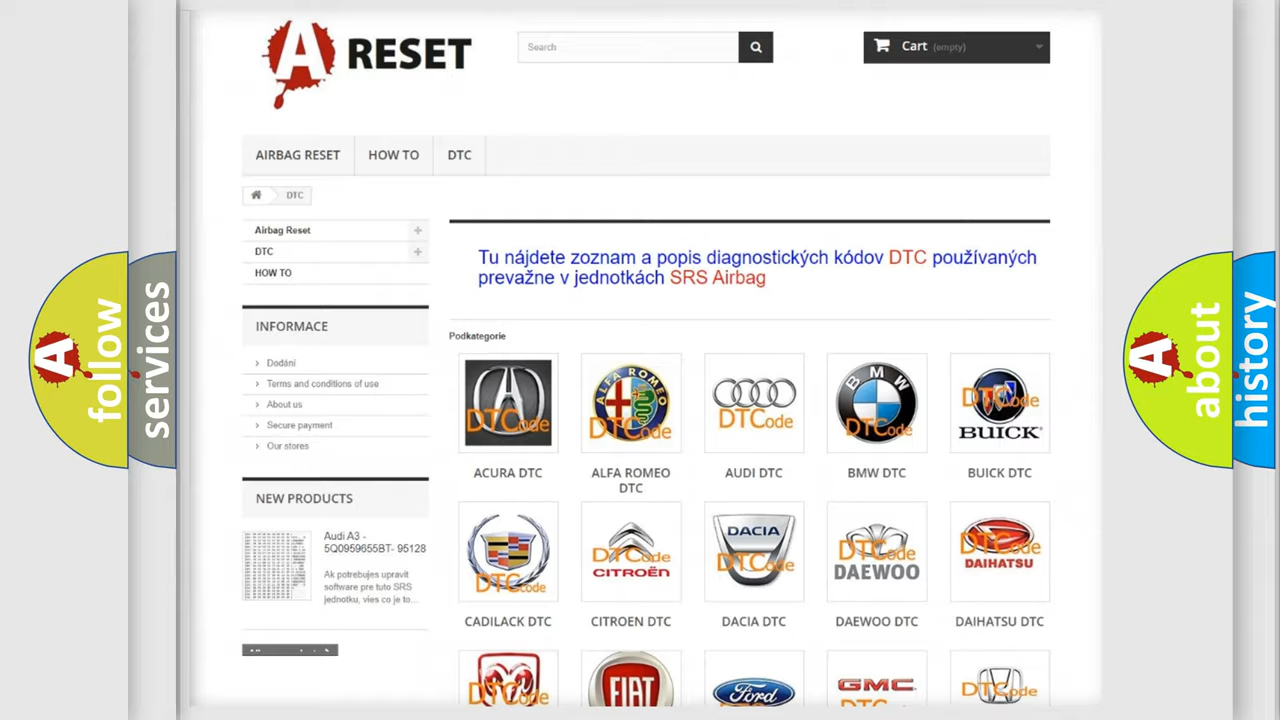 A RESET
Search
Cart (empty)
AIRBAG RESET
HOW TO
DTC
DTC
Airbag Reset
DTC
HOW TO
INFORMACE
Dodání
Terms and conditions of use
About us
Secure payment
Our stores
NEW PRODUCTS
Audi A3 -
5Q0959655BT- 95128
Ak potrebujes upravit
software pre tuto SRS
jednotku, vies co je to...
Tu nájdete zoznam a popis diagnostických kódov DTC používaných
prevažne v jednotkách SRS Airbag
Podkategorie
DTCode
ALFA ROMEO
DTCode
DTCode
BMW
DTCode
DTCode
BUICK
ACURA DTC
ALFA ROMEO
DTC
AUDI DTC
BMW DTC
BUICK DTC
DTCode
DTCode
CITROËN
DACIA
DTCode
DTCode
DAEWOO
DTCode
DAIHATSU
CADILACK DTC
CITROEN DTC
DACIA DTC
DAEWOO DTC
DAIHATSU DTC
DTCode
FIAT
Ford
GMC
DTCode
A follow
services
A about
history